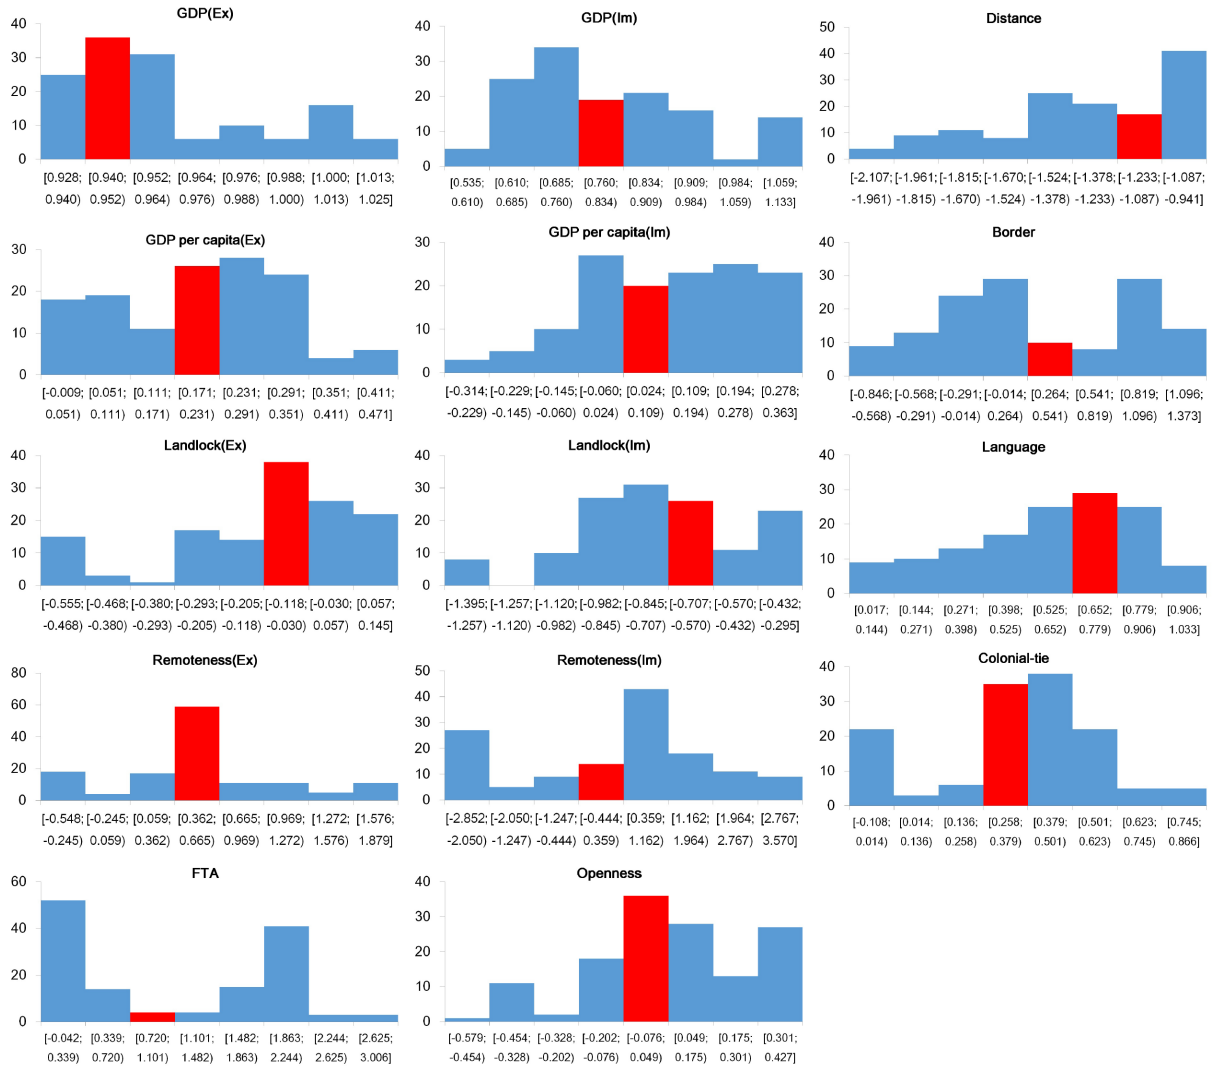 GDP(Ex)
40
30
20
10
0
[0.928; [0.940; [0.952; [0.964; [0.976; [0.988; [1.000; [1.013;
0.940) 0.952) 0.964) 0.976) 0.988) 1.000) 1.013) 1.025]
GDP(Im)
40
30
20
10
0
[0.535; [0.610; [0.685; [0.760; [0.834; [0.909; [0.984; [1.059;
0.610) 0.685) 0.760) 0.834) 0.909) 0.984) 1.059) 1.133]
Distance
50
40
30
20
10
0
[-2.107; [-1.961; [-1.815; [-1.670; [-1.524; [-1.378; [-1.233; [-1.087;
-1.961) -1.815) -1.670) -1.524) -1.378) -1.233) -1.087) -0.941]
GDP per capita(Ex)
30
20
10
0
[-0.009; [0.051; [0.111; [0.171; [0.231; [0.291; [0.351; [0.411;
0.051) 0.111) 0.171) 0.231) 0.291) 0.351) 0.411) 0.471]
GDP per capita(Im)
30
20
10
0
[-0.314; [-0.229; [-0.145; [-0.060; [0.024; [0.109; [0.194; [0.278;
-0.229) -0.145) -0.060) 0.024) 0.109) 0.194) 0.278) 0.363]
Border
40
30
20
10
0
[-0.846; [-0.568; [-0.291; [-0.014; [0.264; [0.541; [0.819; [1.096;
-0.568) -0.291) -0.014) 0.264) 0.541) 0.819) 1.096) 1.373]
Landlock(Ex)
40
30
20
10
0
[-0.555; [-0.468; [-0.380; [-0.293; [-0.205; [-0.118; [-0.030; [0.057;
-0.468) -0.380) -0.293) -0.205) -0.118) -0.030) 0.057) 0.145]
Landlock(Im)
40
30
20
10
0
[-1.395; [-1.257; [-1.120; [-0.982; [-0.845; [-0.707; [-0.570; [-0.432;
-1.257) -1.120) -0.982) -0.845) -0.707) -0.570) -0.432) -0.295]
Language
40
30
20
10
0
[0.017; [0.144; [0.271; [0.398; [0.525; [0.652; [0.779; [0.906;
0.144) 0.271) 0.398) 0.525) 0.652) 0.779) 0.906) 1.033]
Remoteness(Ex)
80
60
40
20
0
[-0.548; [-0.245; [0.059; [0.362; [0.665; [0.969; [1.272; [1.576;
-0.245) 0.059) 0.362) 0.665) 0.969) 1.272) 1.576) 1.879]
Remoteness(Im)
50
40
30
20
10
0
[-2.852; [-2.050; [-1.247; [-0.444; [0.359; [1.162; [1.964; [2.767;
-2.050) -1.247) -0.444) 0.359) 1.162) 1.964) 2.767) 3.570]
Colonial-tie
40
30
20
10
0
[-0.108; [0.014; [0.136; [0.258; [0.379; [0.501; [0.623; [0.745;
0.014) 0.136) 0.258) 0.379) 0.501) 0.623) 0.745) 0.866]
FTA
60
40
20
0
[-0.042; [0.339; [0.720; [1.101; [1.482; [1.863; [2.244; [2.625;
0.339) 0.720) 1.101) 1.482) 1.863) 2.244) 2.625) 3.006]
Openness
40
30
20
10
0
[-0.579; [-0.454; [-0.328; [-0.202; [-0.076; [0.049; [0.175; [0.301;
-0.454) -0.328) -0.202) -0.076) 0.049) 0.175) 0.301) 0.427]